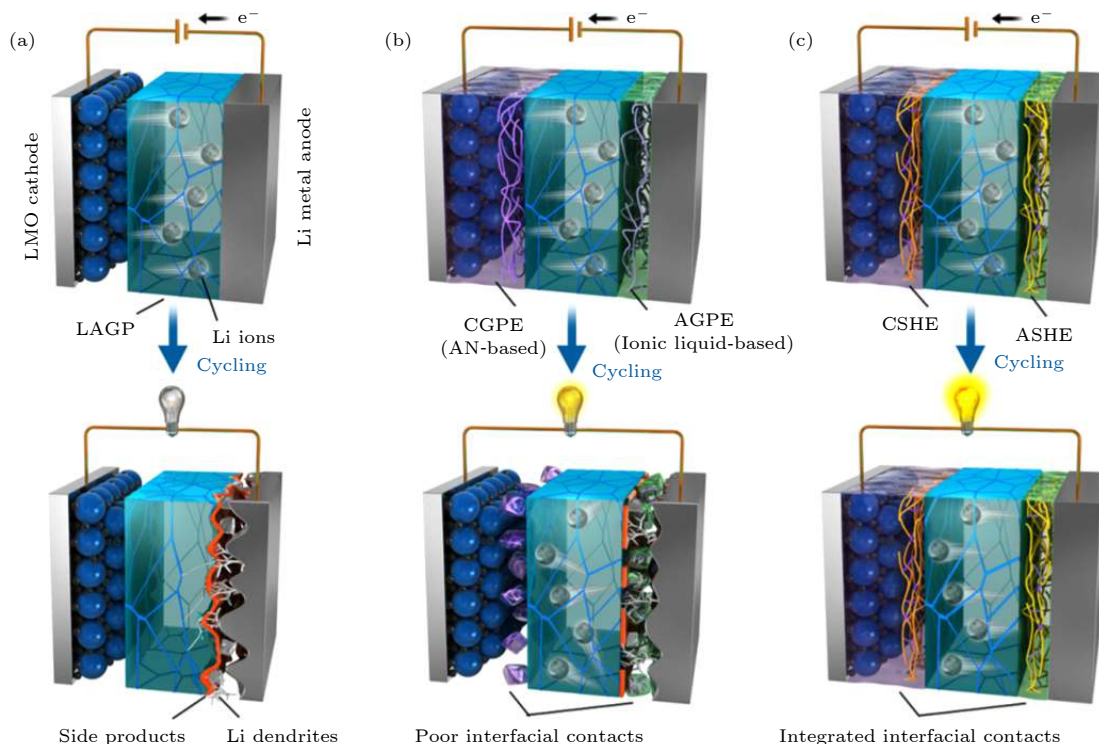 (a)
e⁻
(b)
e⁻
(c)
e⁻
LMO cathode
Li metal anode
LAGP
Li ions
Cycling
CGPE
(AN-based)
AGPE
(Ionic liquid-based)
Cycling
CSHE
ASHE
Cycling
Side products
Li dendrites
Poor interfacial contacts
Integrated interfacial contacts